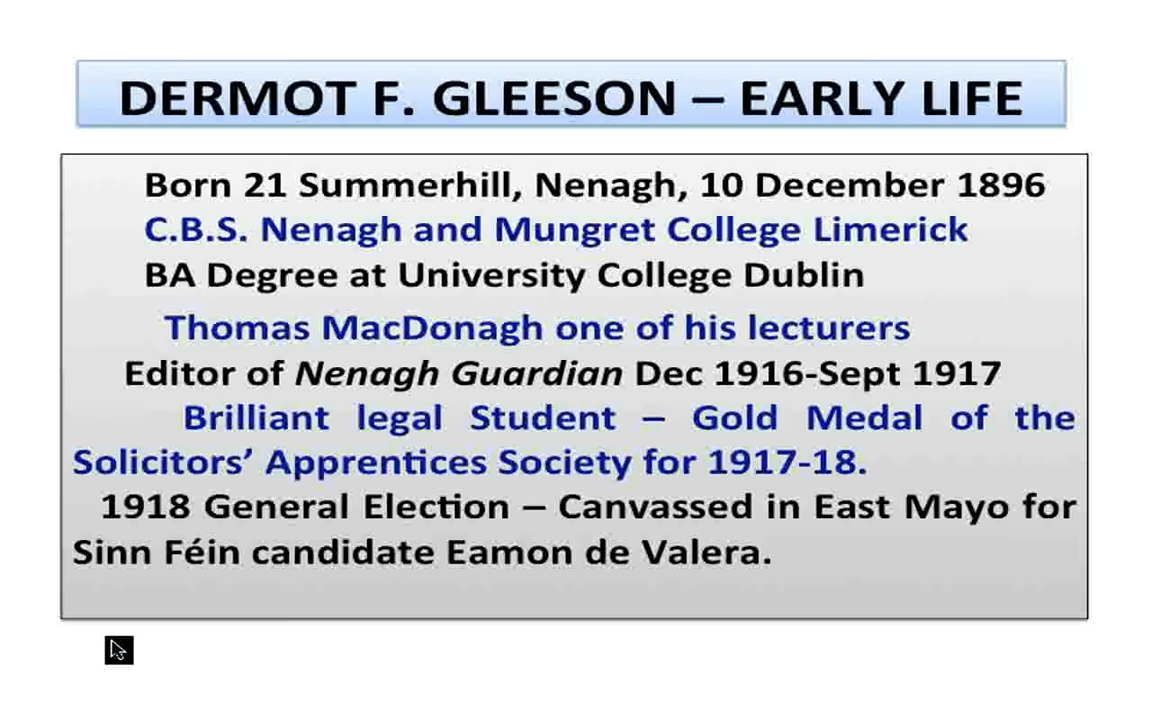 DERMOT F. GLEESON – EARLY LIFE
Born 21 Summerhill, Nenagh, 10 December 1896
C.B.S. Nenagh and Mungret College Limerick
BA Degree at University College Dublin
Thomas MacDonagh one of his lecturers
Editor of Nenagh Guardian Dec 1916-Sept 1917
Brilliant legal Student – Gold Medal of the
Solicitors’ Apprentices Society for 1917-18.
1918 General Election – Canvassed in East Mayo for
Sinn Féin candidate Eamon de Valera.